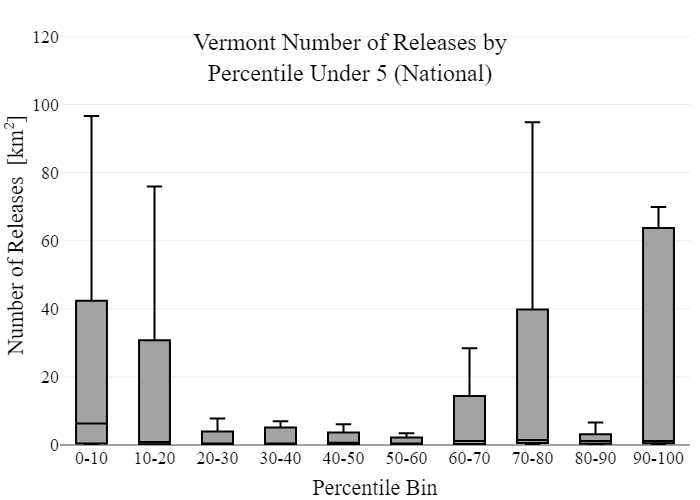 Vermont Number of Releases by
Percentile Under 5 (National)
Number of Releases [km²]
120
100
80
60
40
20
0
0-10 10-20 20-30 30-40 40-50 50-60 60-70 70-80 80-90 90-100
Percentile Bin